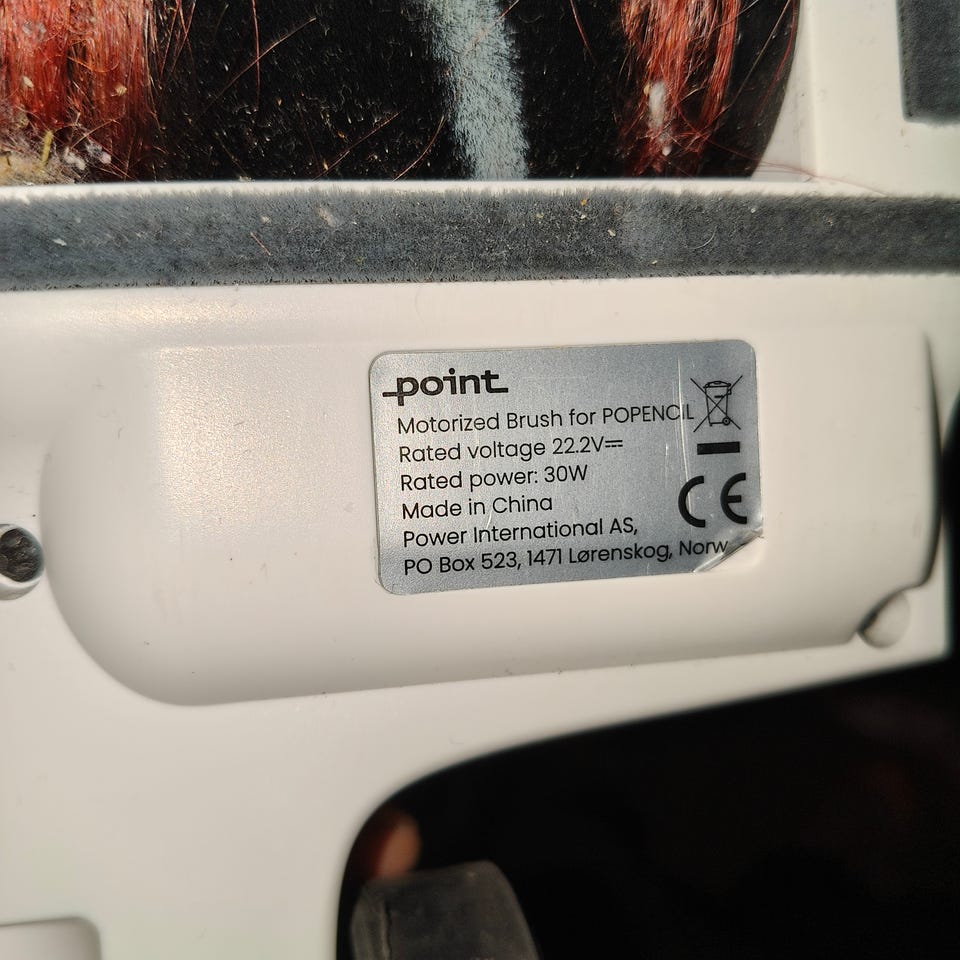 point
Motorized Brush for POPENCIL
Rated voltage 22.2V⎓
Rated power: 30W
Made in China
Power International AS,
PO Box 523, 1471 Lørenskog, Norw
CE